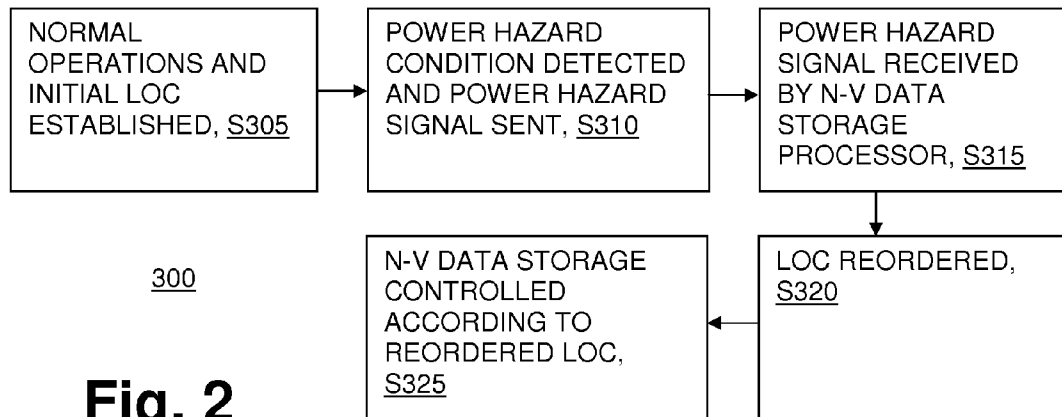 NORMAL
OPERATIONS AND
INITIAL LOC
ESTABLISHED, S305
POWER HAZARD
CONDITION DETECTED
AND POWER HAZARD
SIGNAL SENT, S310
POWER HAZARD
SIGNAL RECEIVED
BY N-V DATA
STORAGE
PROCESSOR, S315
LOC REORDERED,
S320
N-V DATA STORAGE
CONTROLLED
ACCORDING TO
REORDERED LOC,
S325
300
Fig. 2